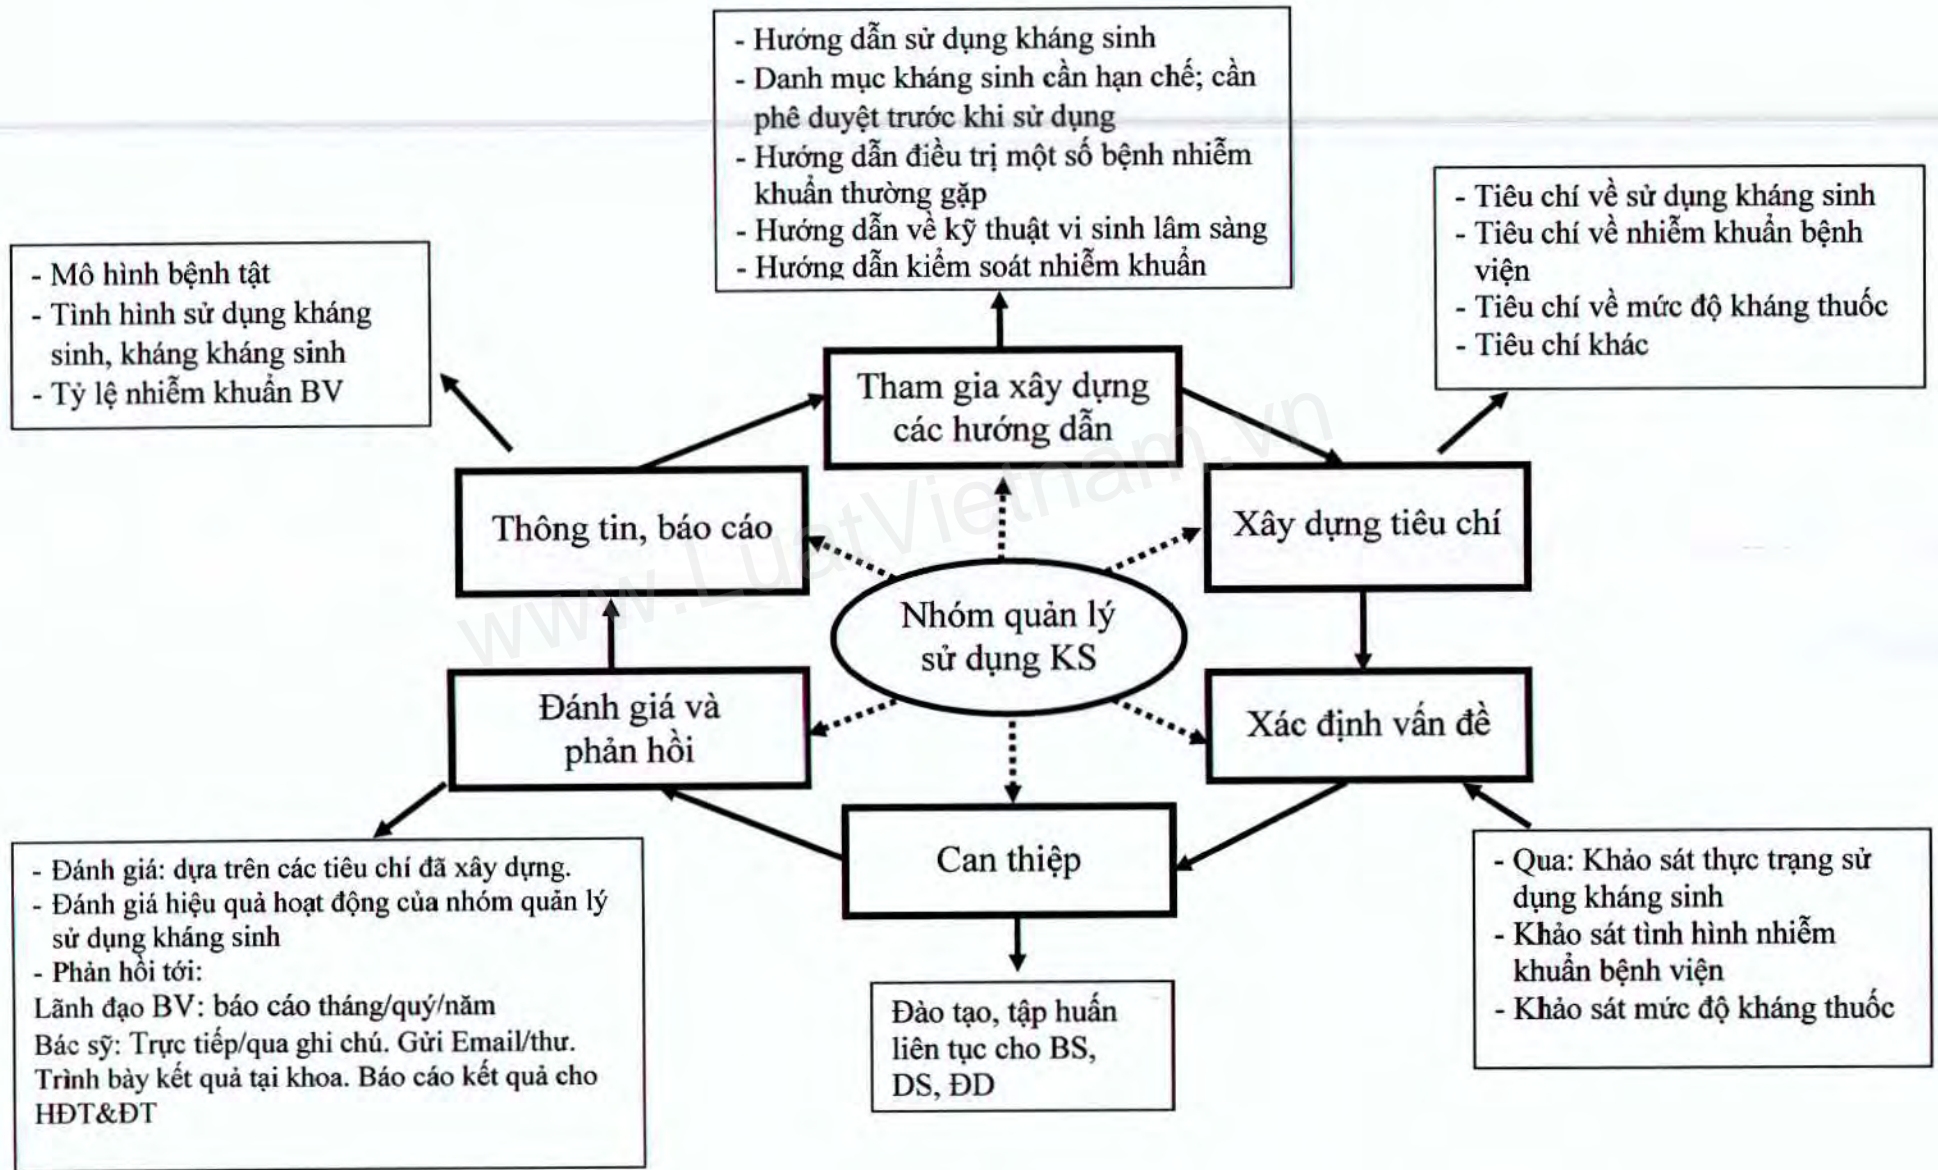 - Hướng dẫn sử dụng kháng sinh
- Danh mục kháng sinh cần hạn chế; cần
phê duyệt trước khi sử dụng
- Hướng dẫn điều trị một số bệnh nhiễm
khuẩn thường gặp
- Hướng dẫn về kỹ thuật vi sinh lâm sàng
- Hướng dẫn kiểm soát nhiễm khuẩn
- Tiêu chí về sử dụng kháng sinh
- Tiêu chí về nhiễm khuẩn bệnh
viện
- Tiêu chí về mức độ kháng thuốc
- Tiêu chí khác
- Mô hình bệnh tật
- Tình hình sử dụng kháng
sinh, kháng kháng sinh
- Tỷ lệ nhiễm khuẩn BV
Tham gia xây dựng
các hướng dẫn
Thông tin, báo cáo
Xây dựng tiêu chí
Nhóm quản lý
sử dụng KS
Đánh giá và
phản hồi
Xác định vấn đề
Can thiệp
- Đánh giá: dựa trên các tiêu chí đã xây dựng.
- Đánh giá hiệu quả hoạt động của nhóm quản lý
sử dụng kháng sinh
- Phản hồi tới:
Lãnh đạo BV: báo cáo tháng/quý/năm
Bác sỹ: Trực tiếp/qua ghi chú. Gửi Email/thư.
Trình bày kết quả tại khoa. Báo cáo kết quả cho
HĐT&ĐT
Đào tạo, tập huấn
liên tục cho BS,
DS, ĐD
- Qua: Khảo sát thực trạng sử
dụng kháng sinh
- Khảo sát tình hình nhiễm
khuẩn bệnh viện
- Khảo sát mức độ kháng thuốc
www.LuatVietnam.vn